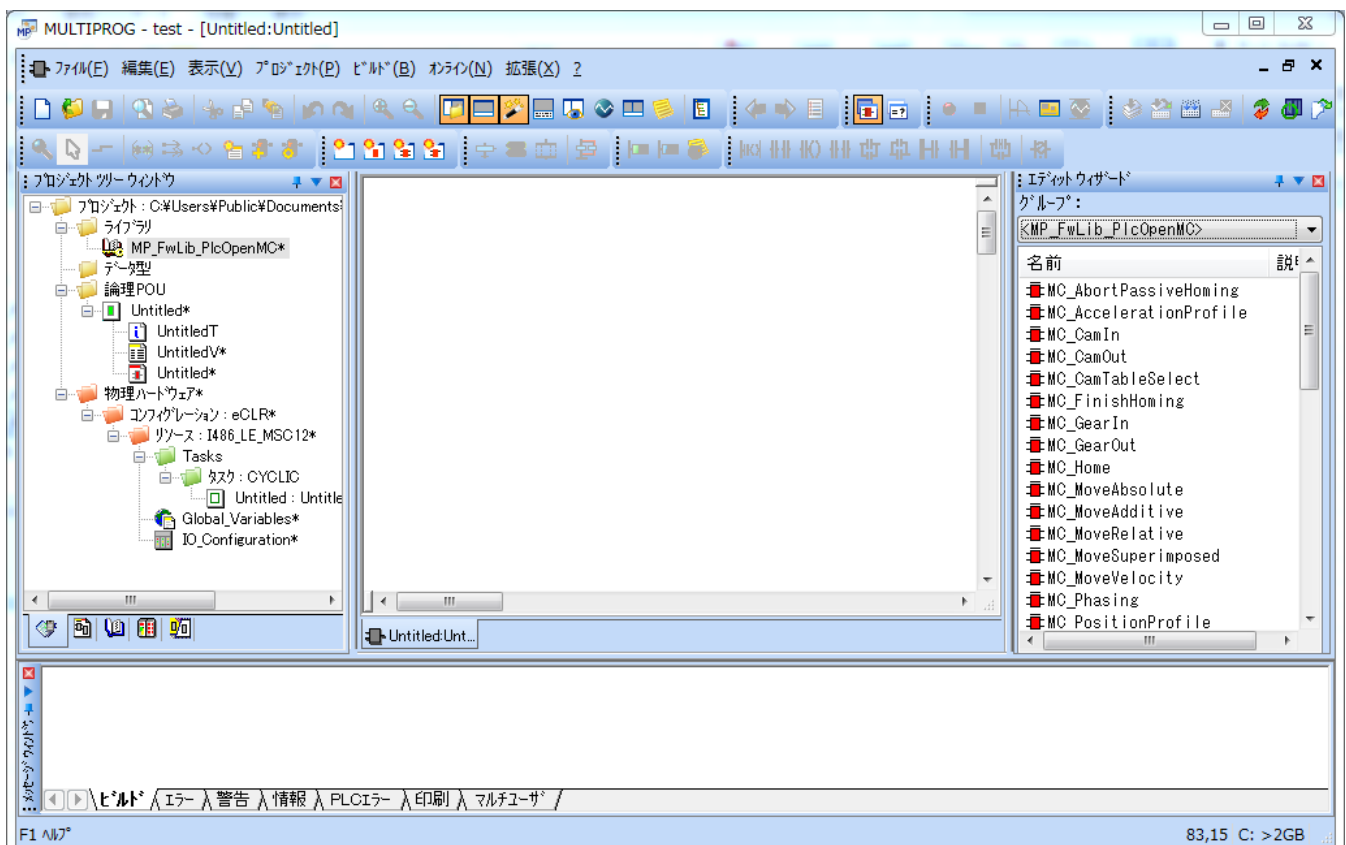 MULTIPROG - test - [Untitled:Untitled]
ﾌｧｲﾙ(F) 編集(E) 表示(V) ﾌﾟﾛｼﾞｪｸﾄ(P) ﾋﾞﾙﾄﾞ(B) ｵﾝﾗｲﾝ(N) 拡張(X) ?
ﾌﾟﾛｼﾞｪｸﾄ ﾂﾘｰ ｳｨﾝﾄﾞｳ
ﾌﾟﾛｼﾞｪｸﾄ : C:¥Users¥Public¥Documents¥
ﾗｲﾌﾞﾗﾘ
MP_FwLib_PlcOpenMC*
ﾃﾞｰﾀ型
論理POU
Untitled*
UntitledT
UntitledV*
Untitled*
物理ﾊｰﾄﾞｳｪｱ*
ｺﾝﾌｨｸﾞﾚｰｼｮﾝ : eCLR*
ﾘｿｰｽ : I486_LE_MSC12*
Tasks
ﾀｽｸ : CYCLIC
Untitled : Untitle
Global_Variables*
IO_Configuration*
Untitled:Unt...
ｴﾃﾞｨｯﾄ ｳｨｻﾞｰﾄﾞ
ｸﾞﾙｰﾌﾟ :
<MP_FwLib_PlcOpenMC>
名前 説明
MC_AbortPassiveHoming
MC_AccelerationProfile
MC_CamIn
MC_CamOut
MC_CamTableSelect
MC_FinishHoming
MC_GearIn
MC_GearOut
MC_Home
MC_MoveAbsolute
MC_MoveAdditive
MC_MoveRelative
MC_MoveSuperimposed
MC_MoveVelocity
MC_Phasing
MC_PositionProfile
ﾒｯｾｰｼﾞ ｳｨﾝﾄﾞｳ
ﾋﾞﾙﾄﾞ ｴﾗｰ 警告 情報 PLCｴﾗｰ 印刷 ﾏﾙﾁﾕｰｻﾞ
F1 ﾍﾙﾌﾟ 83,15 C: >2GB